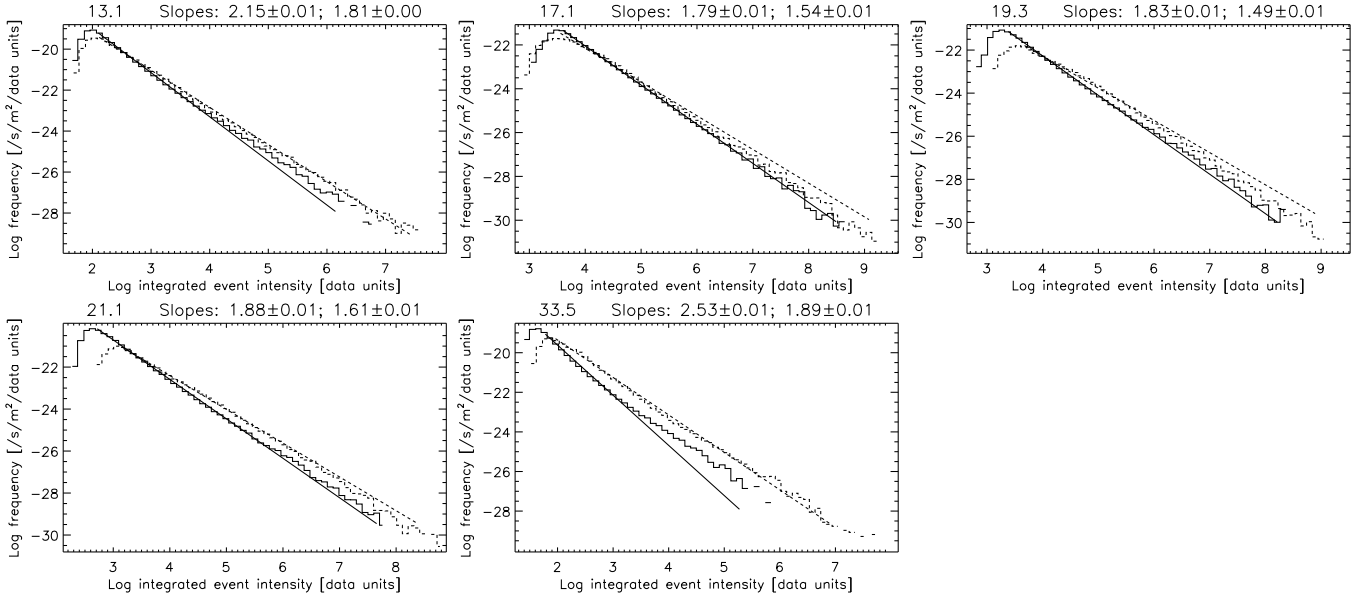 13.1 Slopes: 2.15±0.01; 1.81±0.00
Log frequency [/s/m²/data units]
-20
-22
-24
-26
-28
2 3 4 5 6 7
Log integrated event intensity [data units]
17.1 Slopes: 1.79±0.01; 1.54±0.01
Log frequency [/s/m²/data units]
-22
-24
-26
-28
-30
3 4 5 6 7 8 9
Log integrated event intensity [data units]
19.3 Slopes: 1.83±0.01; 1.49±0.01
Log frequency [/s/m²/data units]
-22
-24
-26
-28
-30
3 4 5 6 7 8 9
Log integrated event intensity [data units]
21.1 Slopes: 1.88±0.01; 1.61±0.01
Log frequency [/s/m²/data units]
-22
-24
-26
-28
-30
3 4 5 6 7 8
Log integrated event intensity [data units]
33.5 Slopes: 2.53±0.01; 1.89±0.01
Log frequency [/s/m²/data units]
-20
-22
-24
-26
-28
2 3 4 5 6 7
Log integrated event intensity [data units]